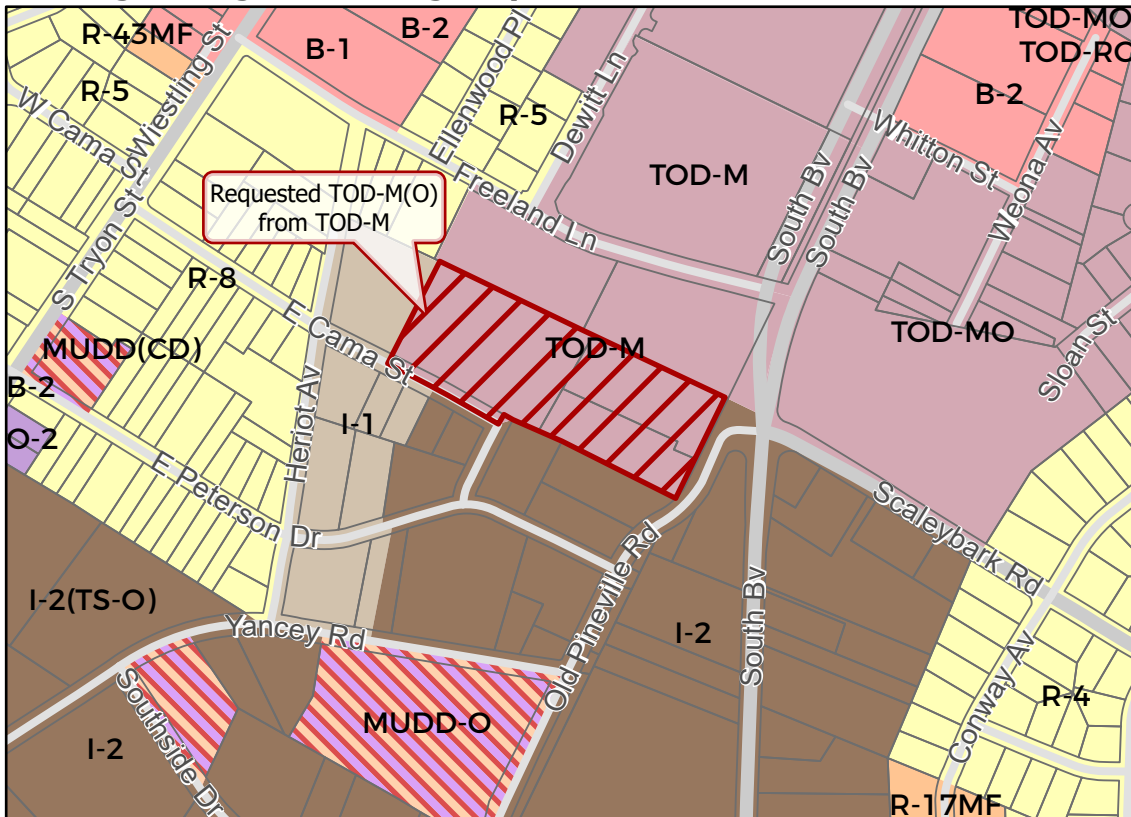 TOD-MO
R-43MF
B-2
B-1
TOD-RO
Ellenwood Pl
Wiestling St
R-5
B-2
Dewitt Ln
R-5
W Cama St
Whitton St
TOD-M
South Bv
South Bv
Weona Av
Requested TOD-M(O)
from TOD-M
Freeland Ln
S Tryon St
R-8
TOD-MO
E Cama St
TOD-M
Sloan St
MUDD(CD)
B-2
Heriot Av
I-1
O-2
E Peterson Dr
Scaleybark Rd
I-2(TS-O)
Yancey Rd
Old Pineville Rd
I-2
South Bv
Conway Av
R-4
Southside Dr
MUDD-O
I-2
R-17MF